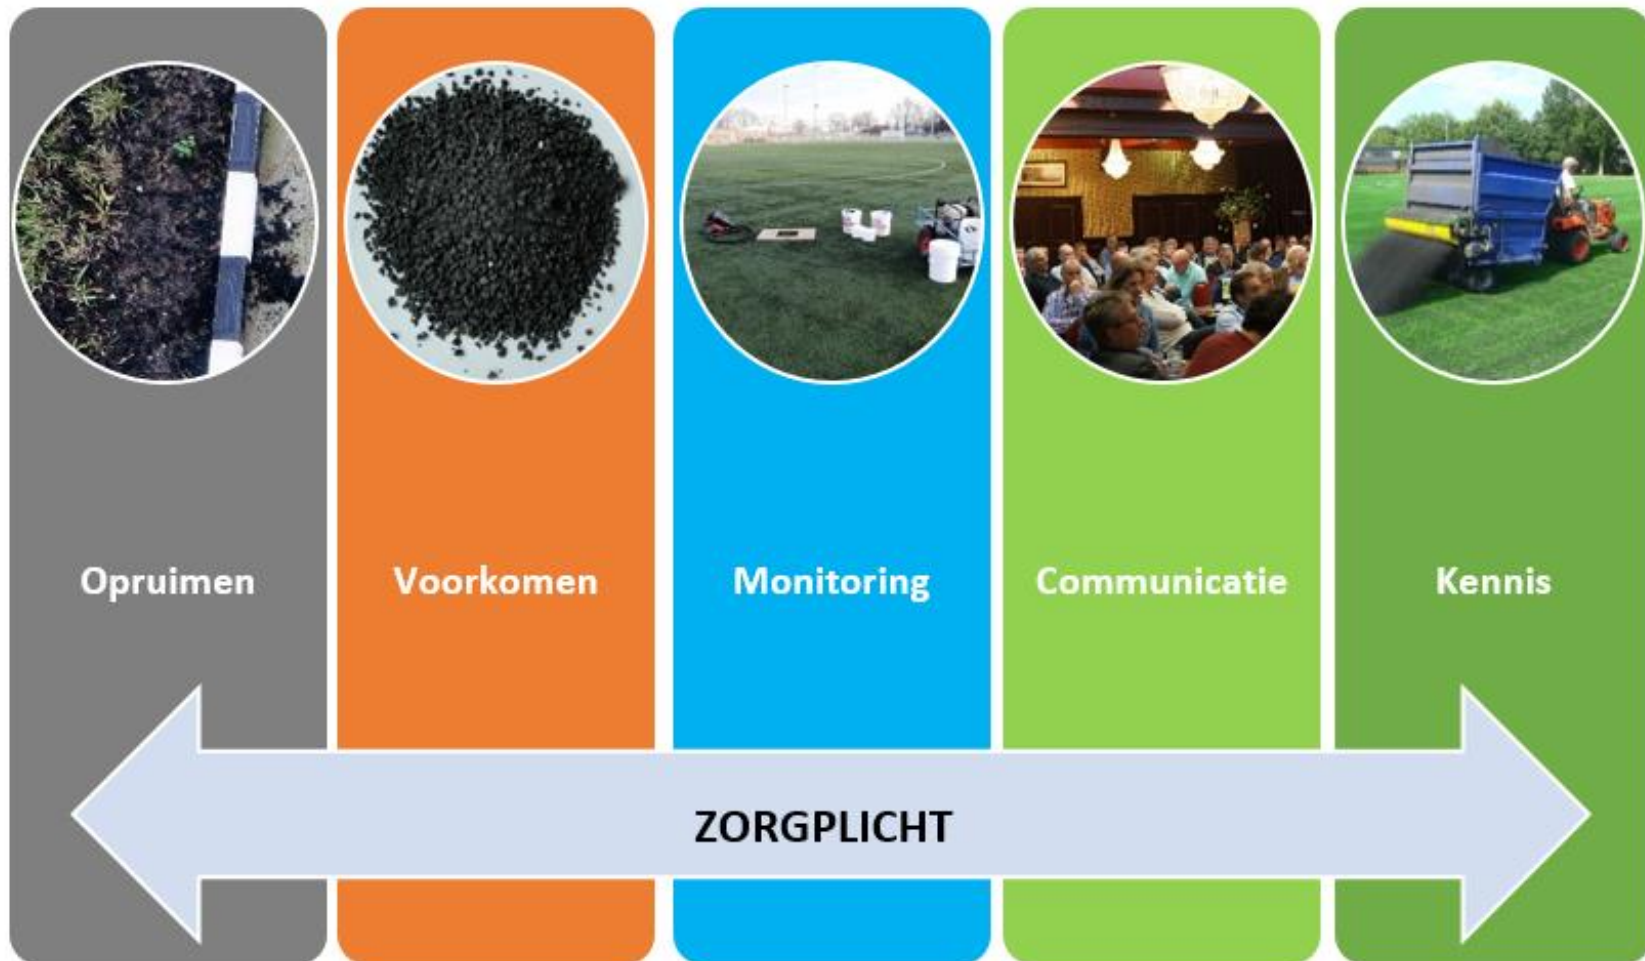 Opruimen
Voorkomen
Monitoring
Communicatie
Kennis
ZORGPLICHT